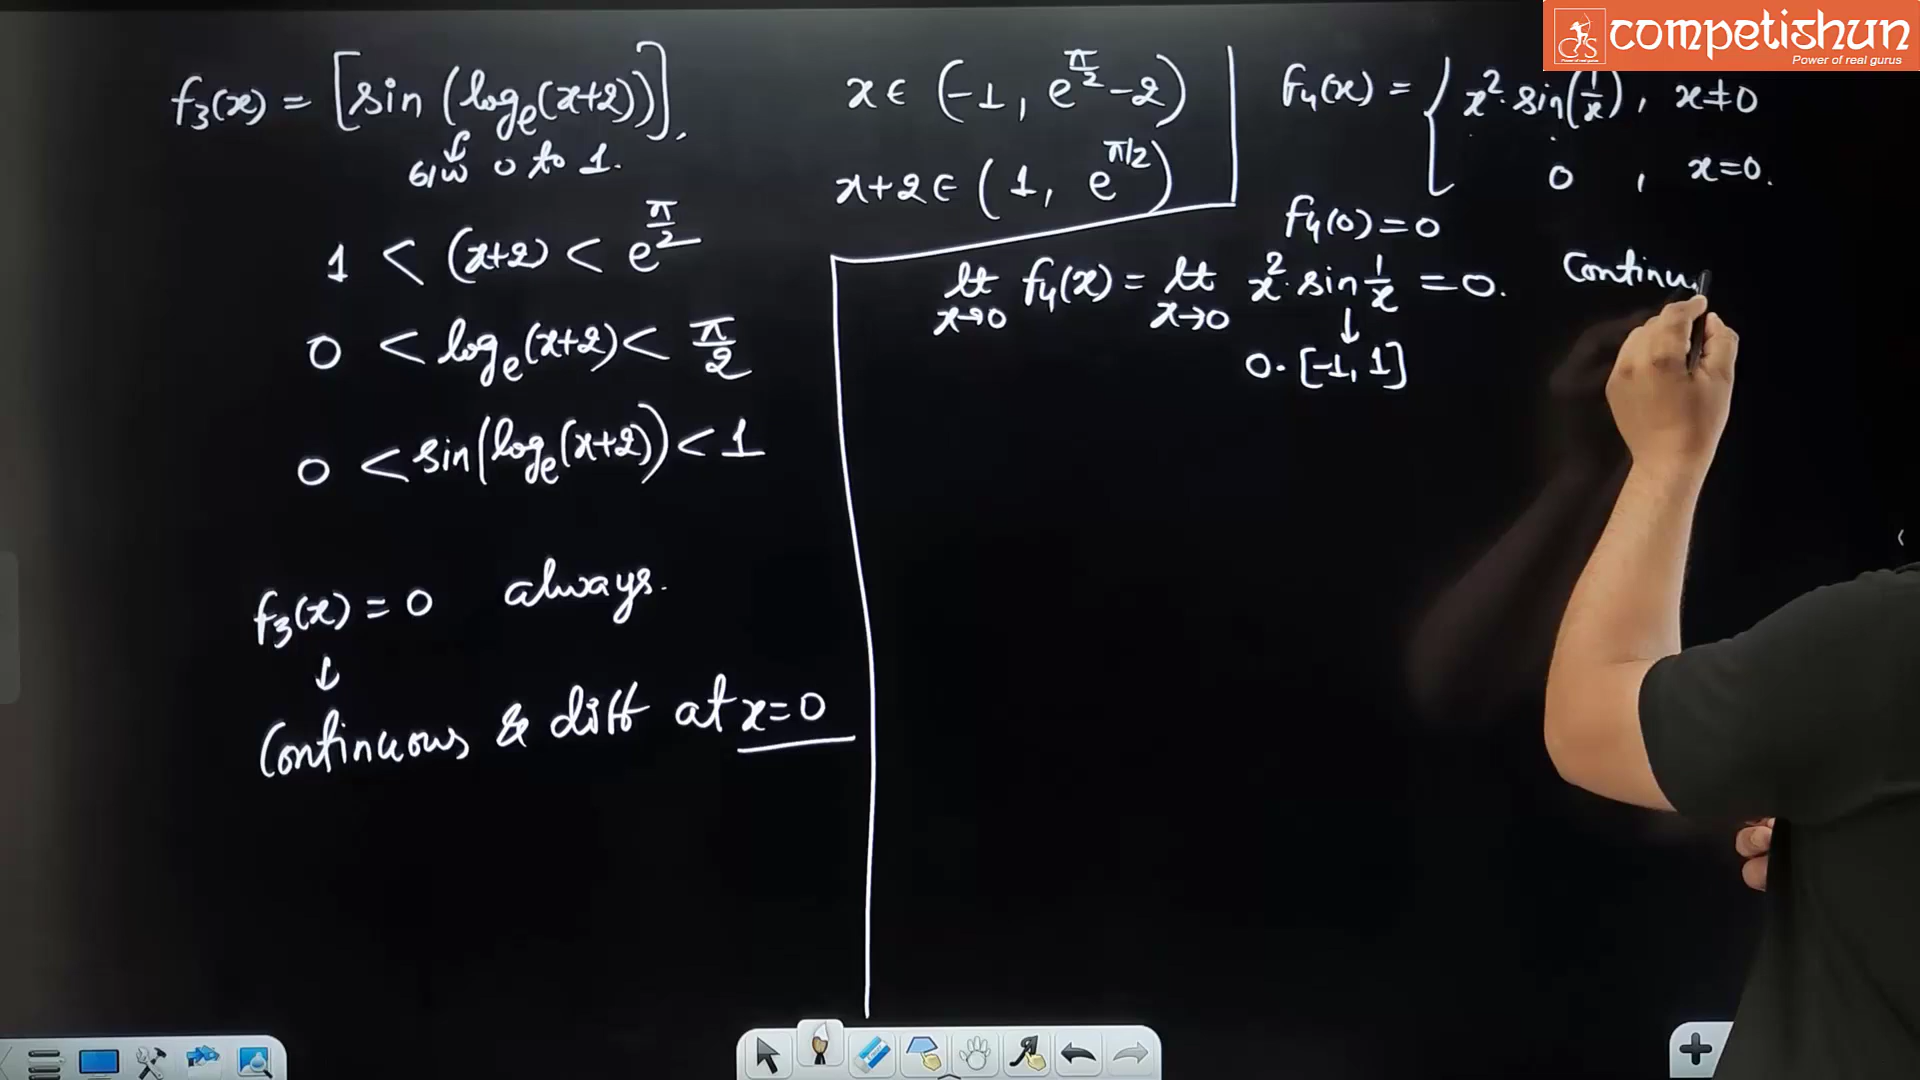 competishun
Power of real gurus
f₃(x) = [sin (logₑ(x+2))],
b/w 0 to 1.
1 < (x+2) < e^{π/2}
0 < logₑ(x+2) < π/2
0 < sin(logₑ(x+2)) < 1
f₃(x) = 0 always.
↓
Continuous & diff at x=0
x ∈ (-1, e^{π/2}-2)
x+2 ∈ (1, e^{π/2})
f₄(x) = { x². sin(1/x), x≠0
0 , x=0.
f₄(0) = 0
lt x→0 f₄(x) = lt x→0 x². sin 1/x = 0. Continu
↓
0. [-1, 1]